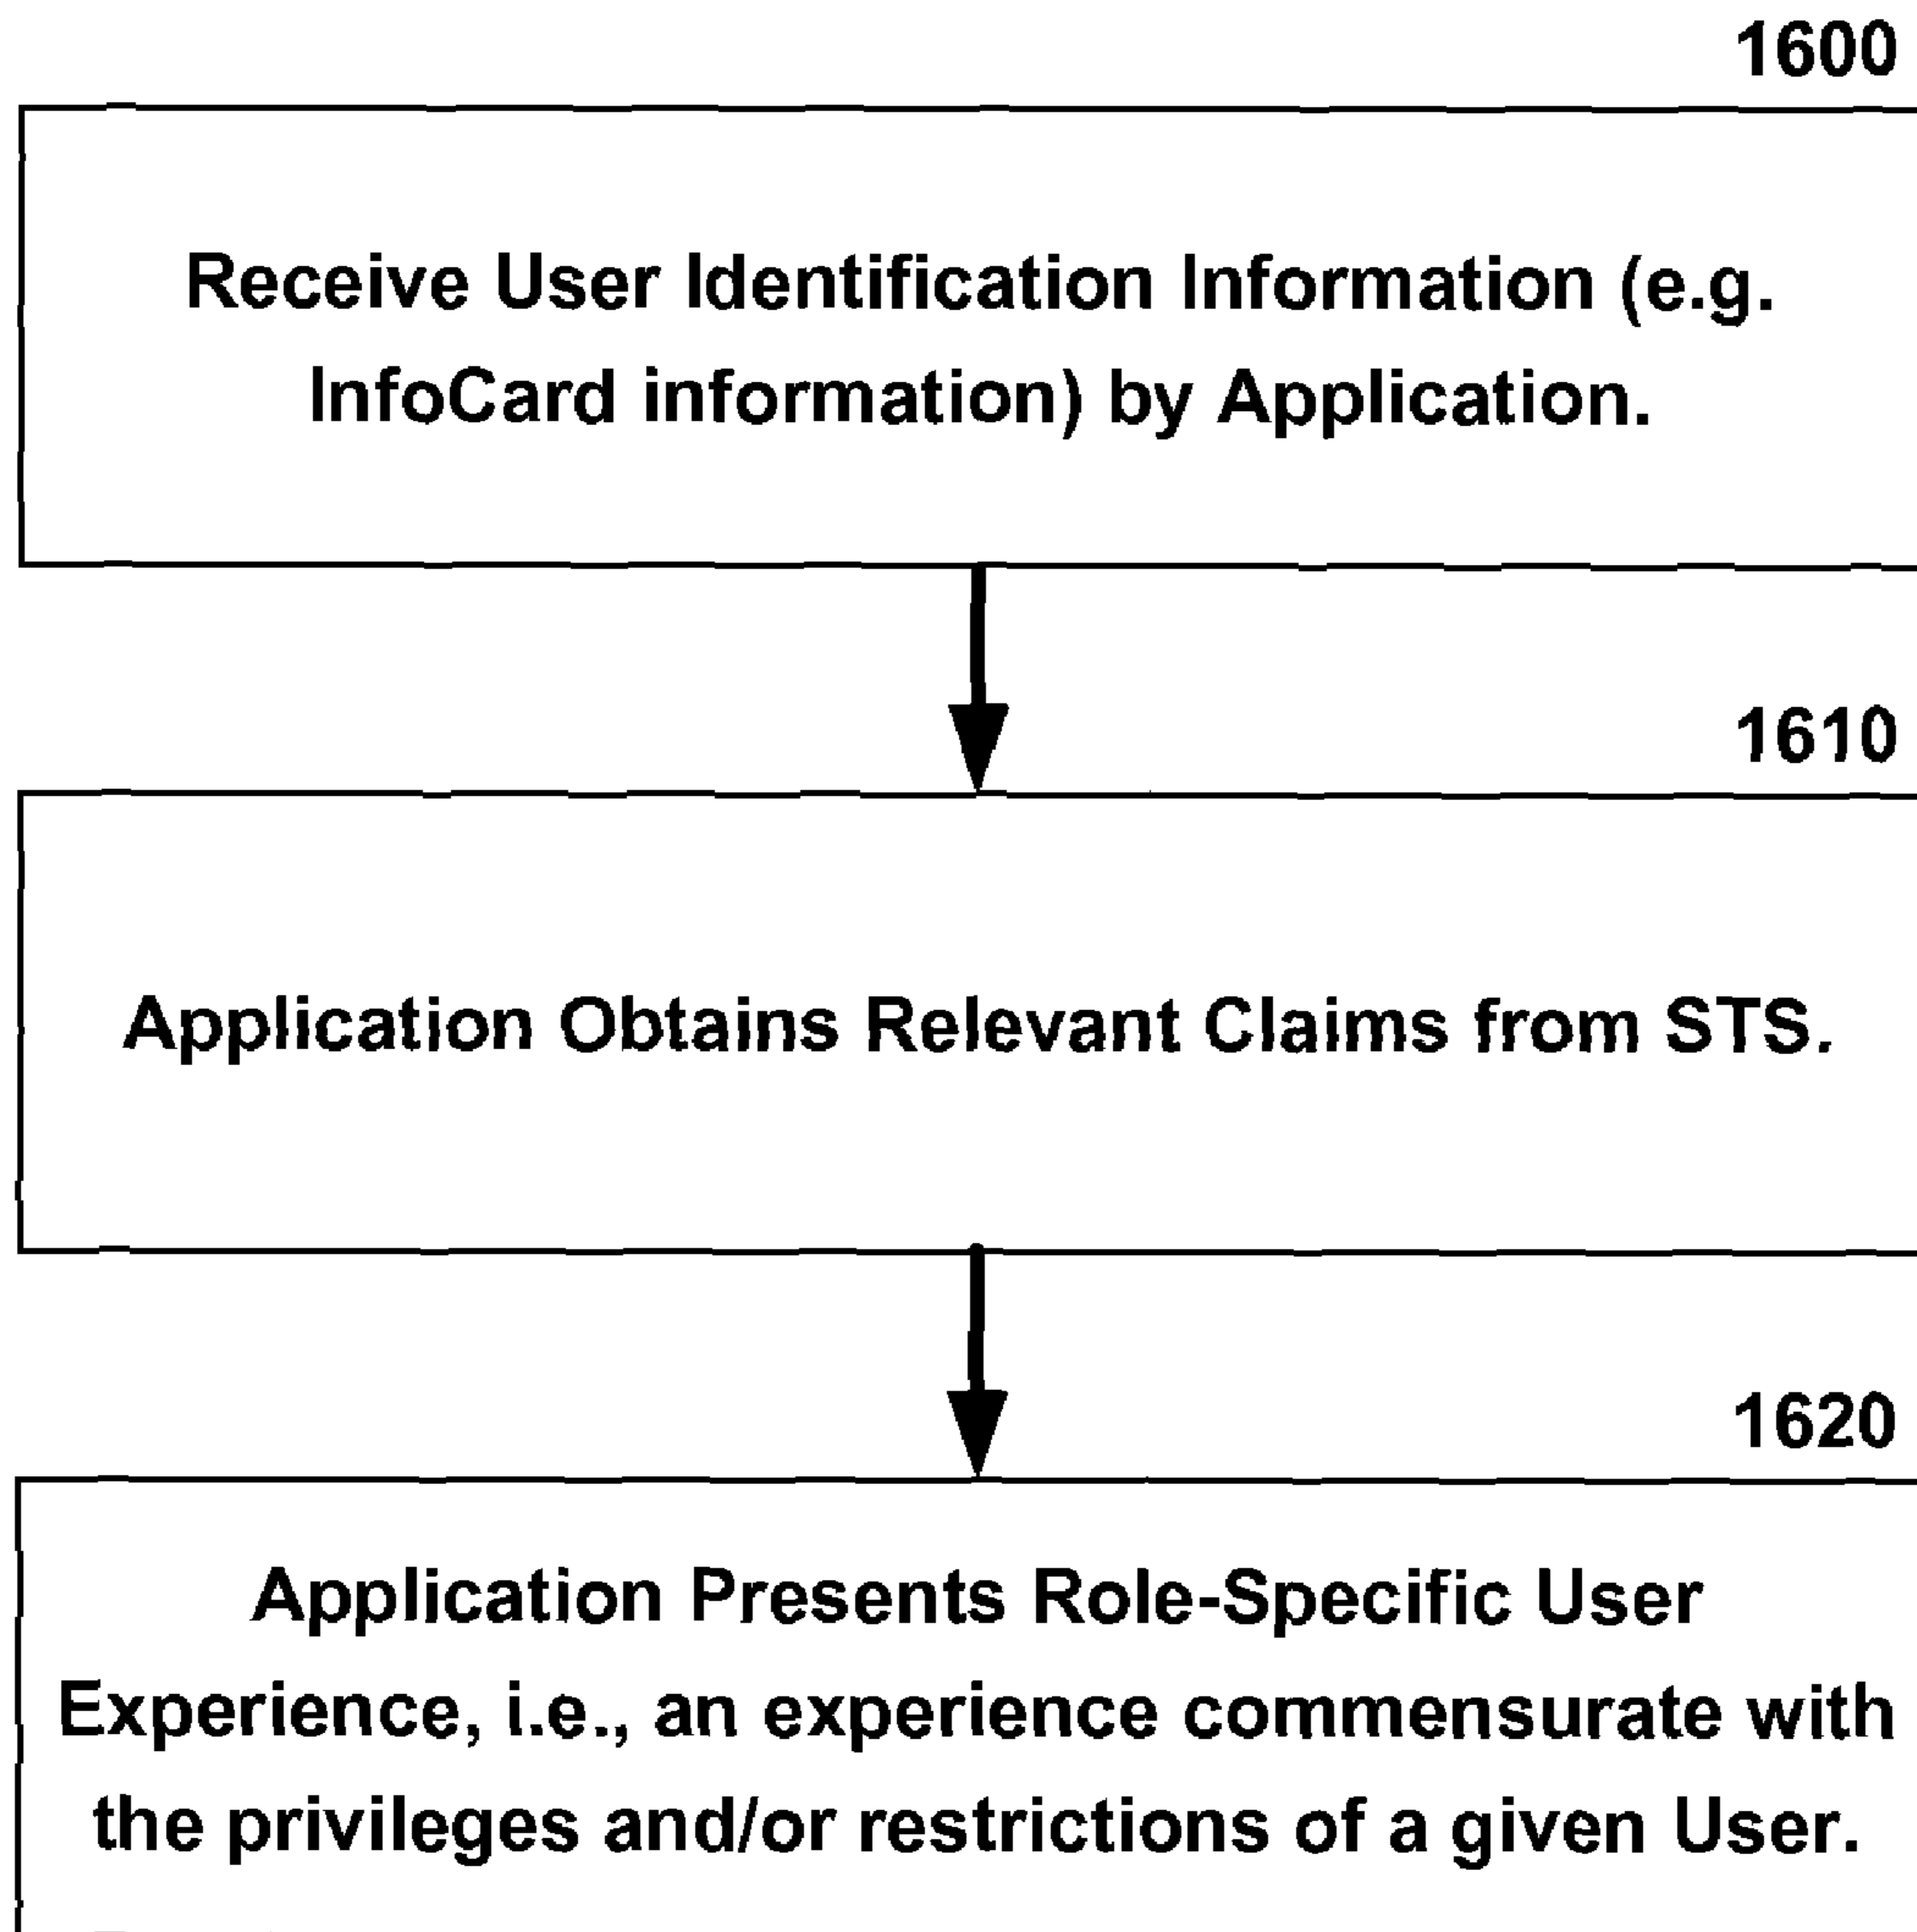 1600
Receive User Identification Information (e.g.
InfoCard information) by Application.
1610
Application Obtains Relevant Claims from STS.
1620
Application Presents Role-Specific User
Experience, i.e., an experience commensurate with
the privileges and/or restrictions of a given User.